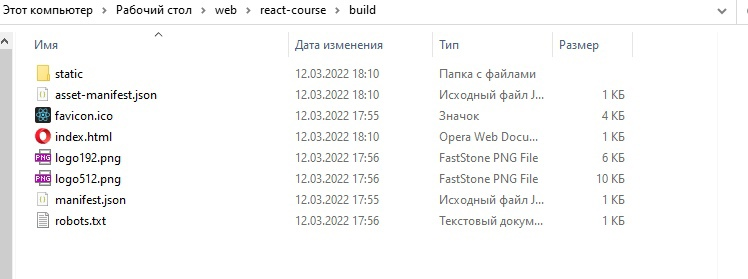 Этот компьютер > Рабочий стол > web > react-course > build
Имя Дата изменения Тип Размер
static 12.03.2022 18:10 Папка с файлами
asset-manifest.json 12.03.2022 18:10 Исходный файл J... 1 КБ
favicon.ico 12.03.2022 17:55 Значок 4 КБ
index.html 12.03.2022 18:10 Opera Web Docu... 1 КБ
PNG logo192.png 12.03.2022 17:56 FastStone PNG File 6 КБ
PNG logo512.png 12.03.2022 17:56 FastStone PNG File 10 КБ
manifest.json 12.03.2022 17:55 Исходный файл J... 1 КБ
robots.txt 12.03.2022 17:56 Текстовый докум... 1 КБ